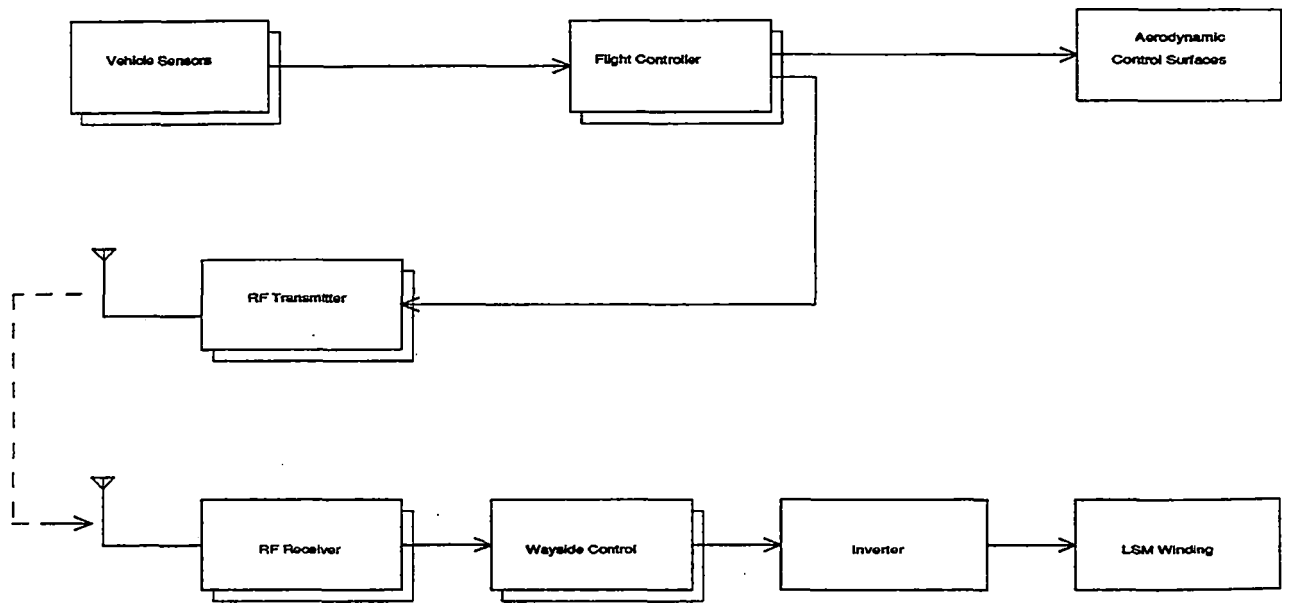 Vehicle Sensors
Flight Controller
Aerodynamic
Control Surfaces
RF Transmitter
RF Receiver
Wayside Control
Inverter
LSM Winding